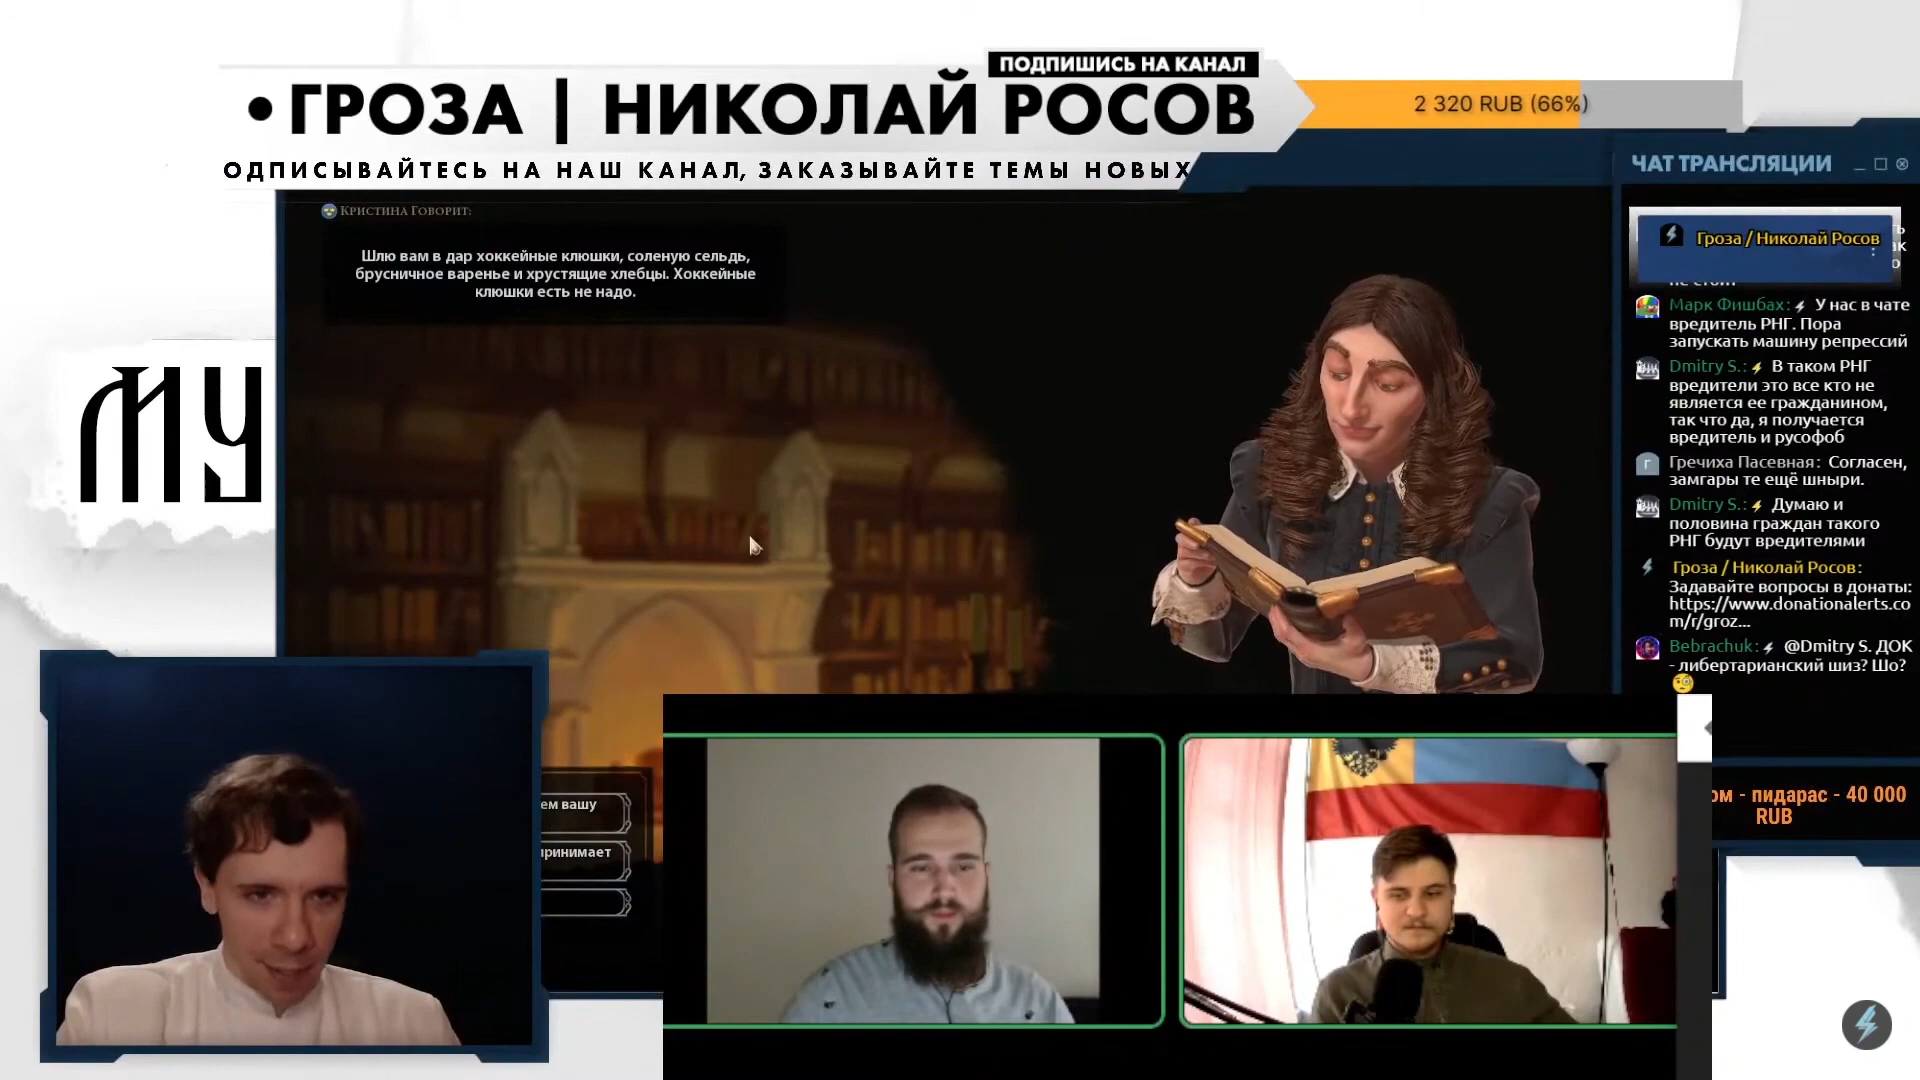 ПОДПИШИСЬ НА КАНАЛ
• ГРОЗА | НИКОЛАЙ РОСОВ
2 320 RUB (66%)
ОДПИСЫВАЙТЕСЬ НА НАШ КАНАЛ, ЗАКАЗЫВАЙТЕ ТЕМЫ НОВЫХ
МУ
Кристина Говорит:
Шлю вам в дар хоккейные клюшки, соленую сельдь,
брусничное варенье и хрустящие хлебцы. Хоккейные
клюшки есть не надо.
ем вашу
принимает
ЧАТ ТРАНСЛЯЦИИ
Гроза / Николай Росов
Марк Фишбах: У нас в чате
вредитель РНГ. Пора
запускать машину репрессий
Dmitry S.: В таком РНГ
вредители это все кто не
является ее гражданином,
так что да, я получается
вредитель и русофоб
Гречиха Пасевная: Согласен,
замгары те ещё шныри.
Dmitry S.: Думаю и
половина граждан такого
РНГ будут вредителями
Гроза / Николай Росов:
Задавайте вопросы в донаты:
https://www.donationalerts.co
m/r/groz...
Bebrachuk: @Dmitry S. ДОК
- либертарианский шиз? Шо?
ом - пидарас - 40 000
RUB